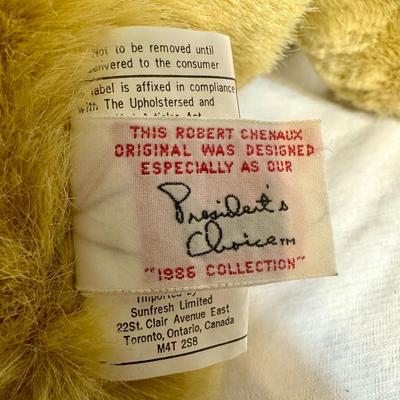 Not to be removed until
delivered to the consumer
label is affixed in compliance
with The Upholstered and
THIS ROBERT CHENAUX
ORIGINAL WAS DESIGNED
ESPECIALLY AS OUR
President's
Choice™
"1986 COLLECTION"
Imported by
Sunfresh Limited
22St. Clair Avenue East
Toronto, Ontario, Canada
M4T 2S8